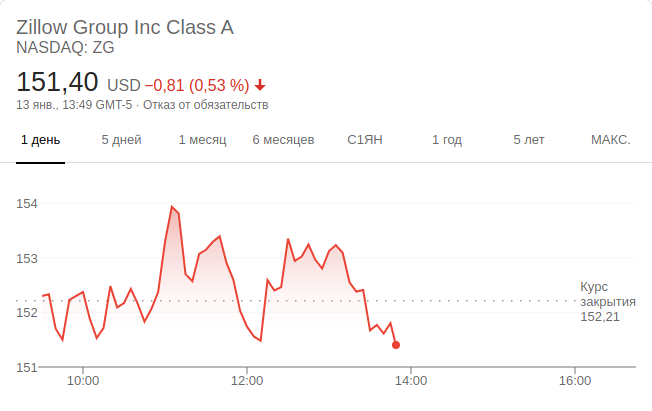 Zillow Group Inc Class A
NASDAQ: ZG
151,40 USD −0,81 (0,53 %)
13 янв., 13:49 GMT-5 · Отказ от обязательств
1 день 5 дней 1 месяц 6 месяцев С1ЯН 1 год 5 лет МАКС.
154
153
Курс
закрытия
152,21
152
151
10:00 12:00 14:00 16:00